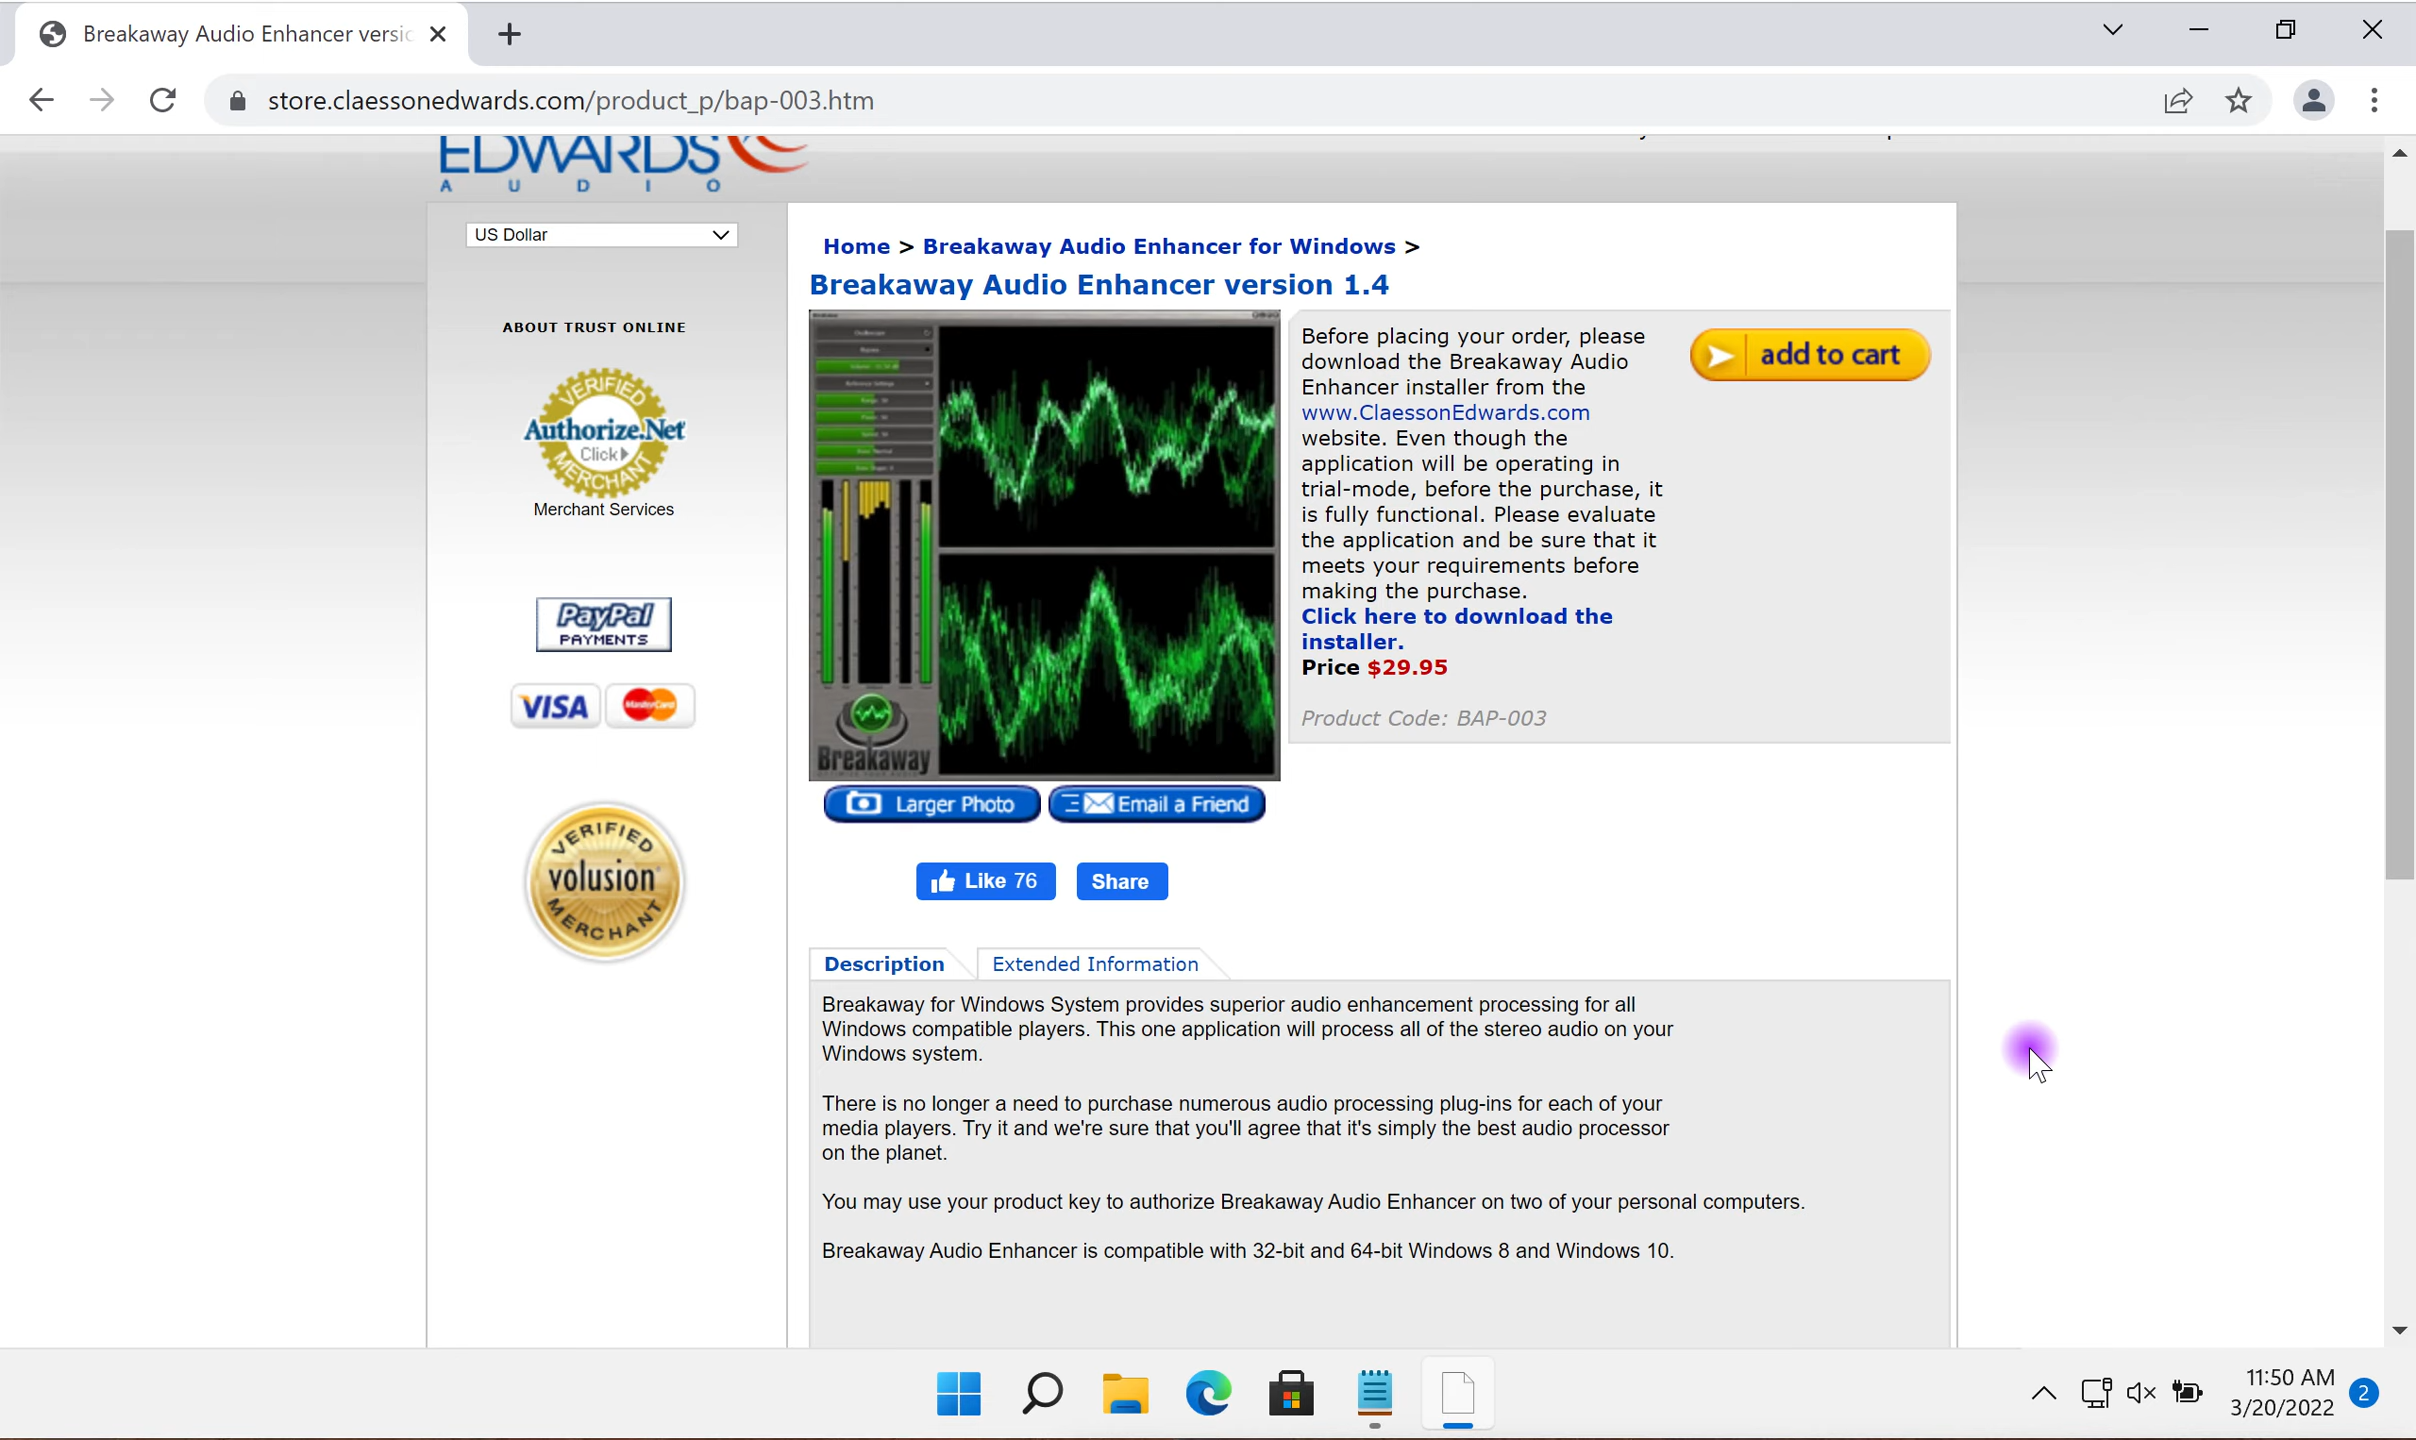 Breakaway Audio Enhancer versic
store.claessonedwards.com/product_p/bap-003.htm
EDWARDS
AUDIO
US Dollar
ABOUT TRUST ONLINE
VERIFIED
Authorize.Net
Click
MERCHANT
Merchant Services
PayPal
PAYMENTS
VISA MasterCard
VERIFIED
volusion
MERCHANT
Home > Breakaway Audio Enhancer for Windows >
Breakaway Audio Enhancer version 1.4
Breakaway
Before placing your order, please
download the Breakaway Audio
Enhancer installer from the
www.ClaessonEdwards.com
website. Even though the
application will be operating in
trial-mode, before the purchase, it
is fully functional. Please evaluate
the application and be sure that it
meets your requirements before
making the purchase.
Click here to download the
installer.
Price $29.95
Product Code: BAP-003
add to cart
Larger Photo Email a Friend
Like 76 Share
Description Extended Information
Breakaway for Windows System provides superior audio enhancement processing for all
Windows compatible players. This one application will process all of the stereo audio on your
Windows system.
There is no longer a need to purchase numerous audio processing plug-ins for each of your
media players. Try it and we're sure that you'll agree that it's simply the best audio processor
on the planet.
You may use your product key to authorize Breakaway Audio Enhancer on two of your personal computers.
Breakaway Audio Enhancer is compatible with 32-bit and 64-bit Windows 8 and Windows 10.
11:50 AM
3/20/2022
2